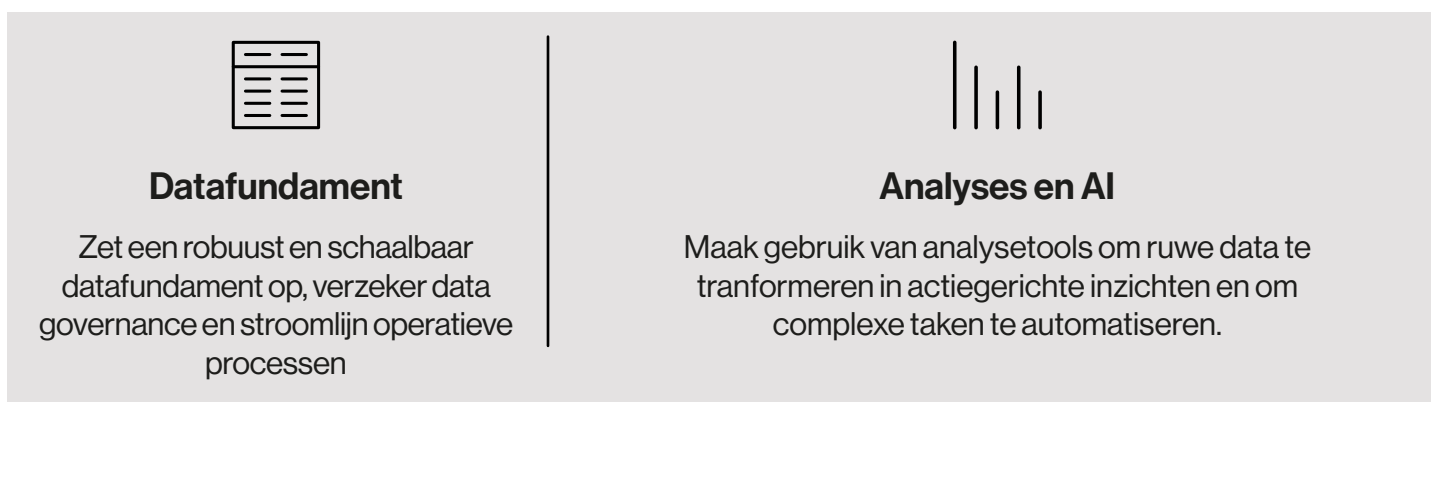 Datafundament
Zet een robuust en schaalbaar
datafundament op, verzeker data
governance en stroomlijn operatieve
processen
Analyses en AI
Maak gebruik van analysetools om ruwe data te
tranformeren in actiegerichte inzichten en om
complexe taken te automatiseren.